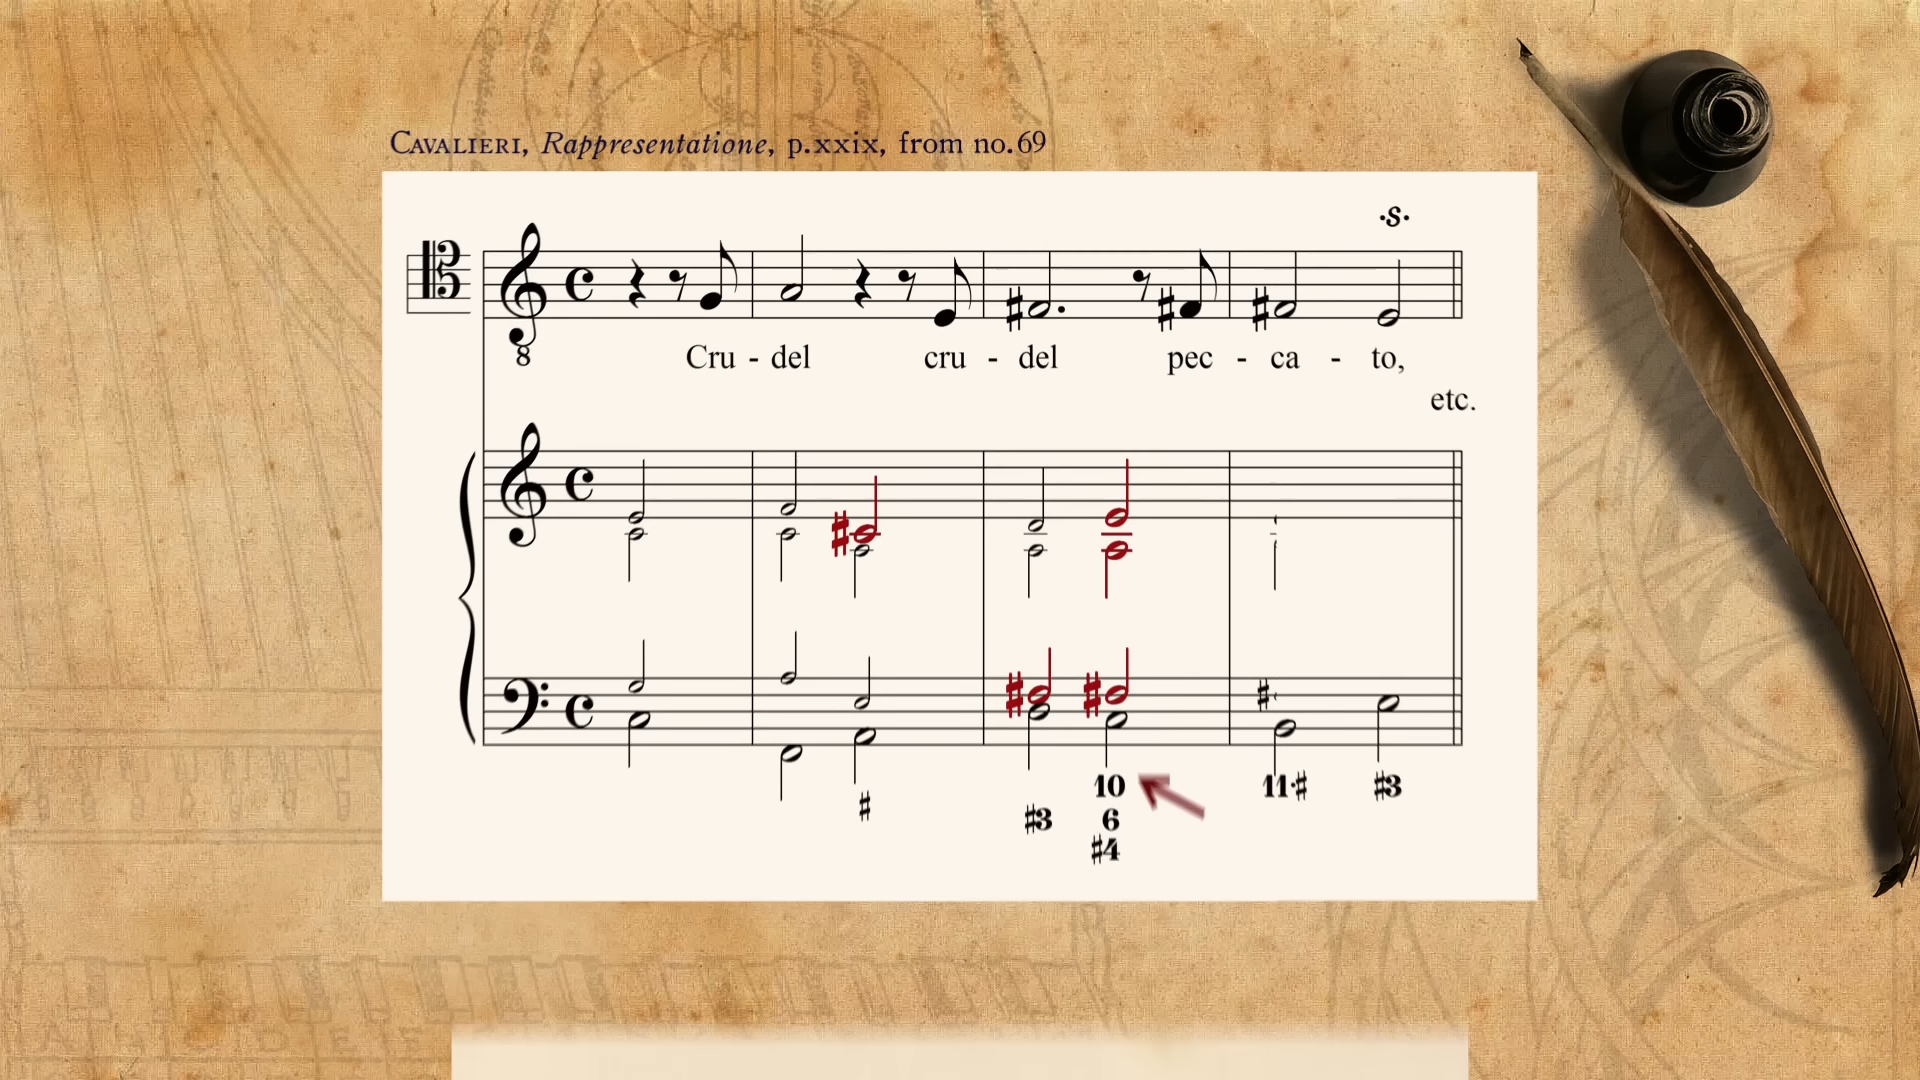 Cavalieri, Rappresentatione, p.xxix, from no.69
·s·
8
Cru - del cru - del pec - ca - to,
etc.
10 11·♯ ♯3
♯ ♯3 6
♯4